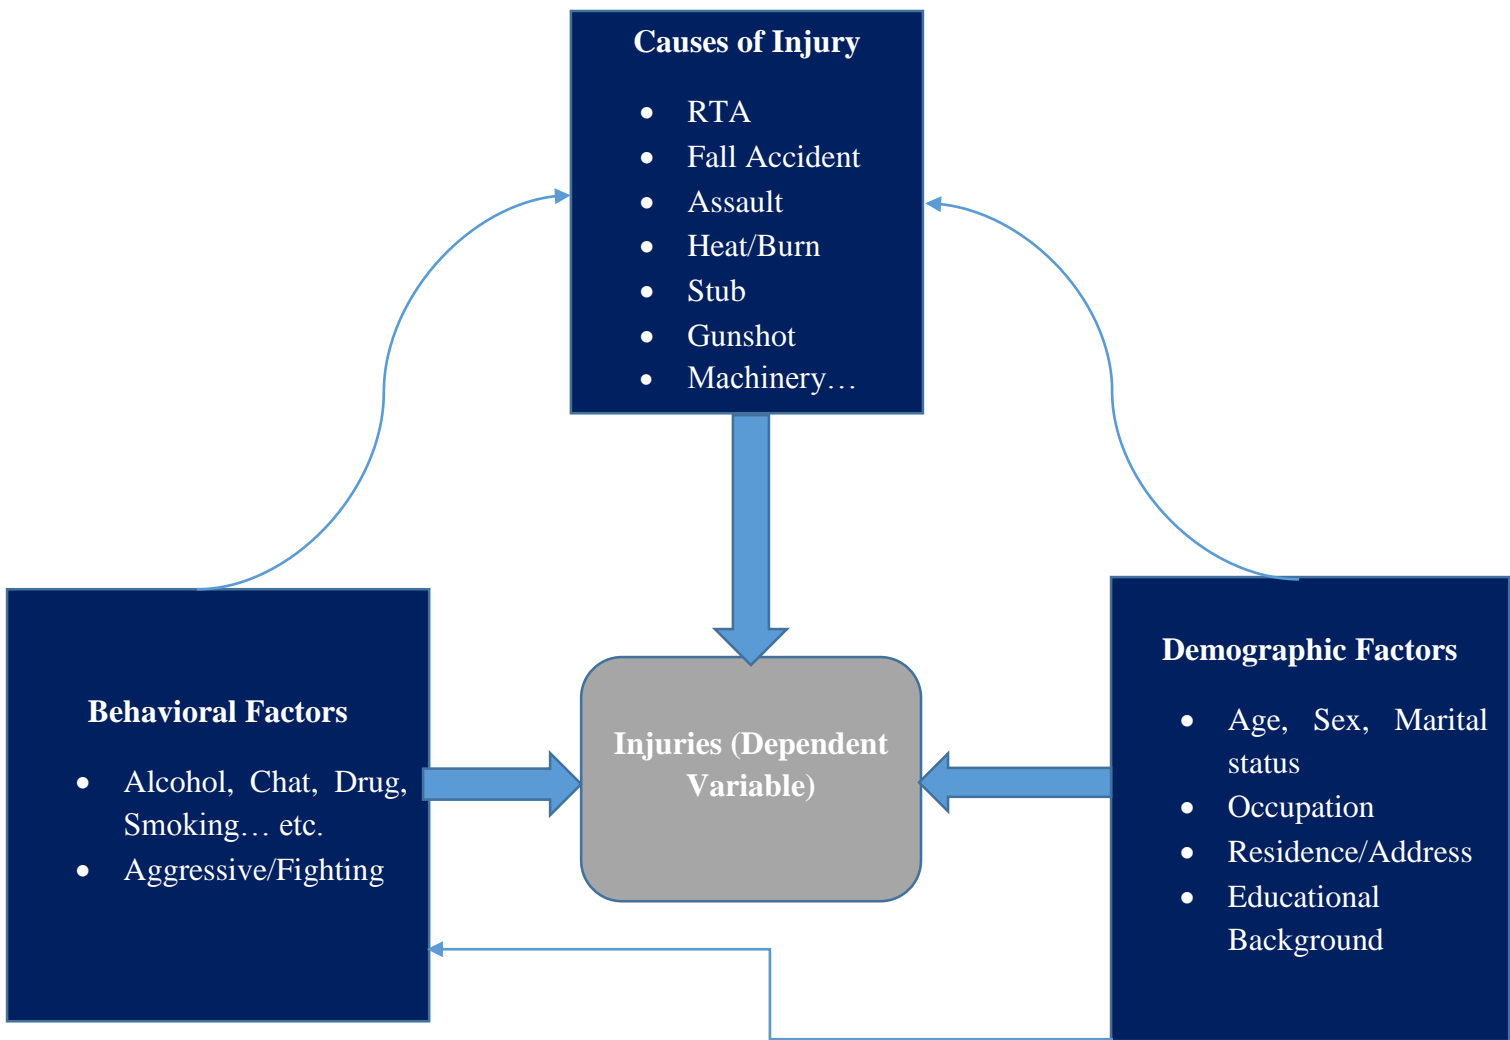 Causes of Injury
• RTA
• Fall Accident
• Assault
• Heat/Burn
• Stub
• Gunshot
• Machinery…
Behavioral Factors
• Alcohol, Chat, Drug,
Smoking… etc.
• Aggressive/Fighting
Injuries (Dependent
Variable)
Demographic Factors
• Age, Sex, Marital
status
• Occupation
• Residence/Address
• Educational
Background